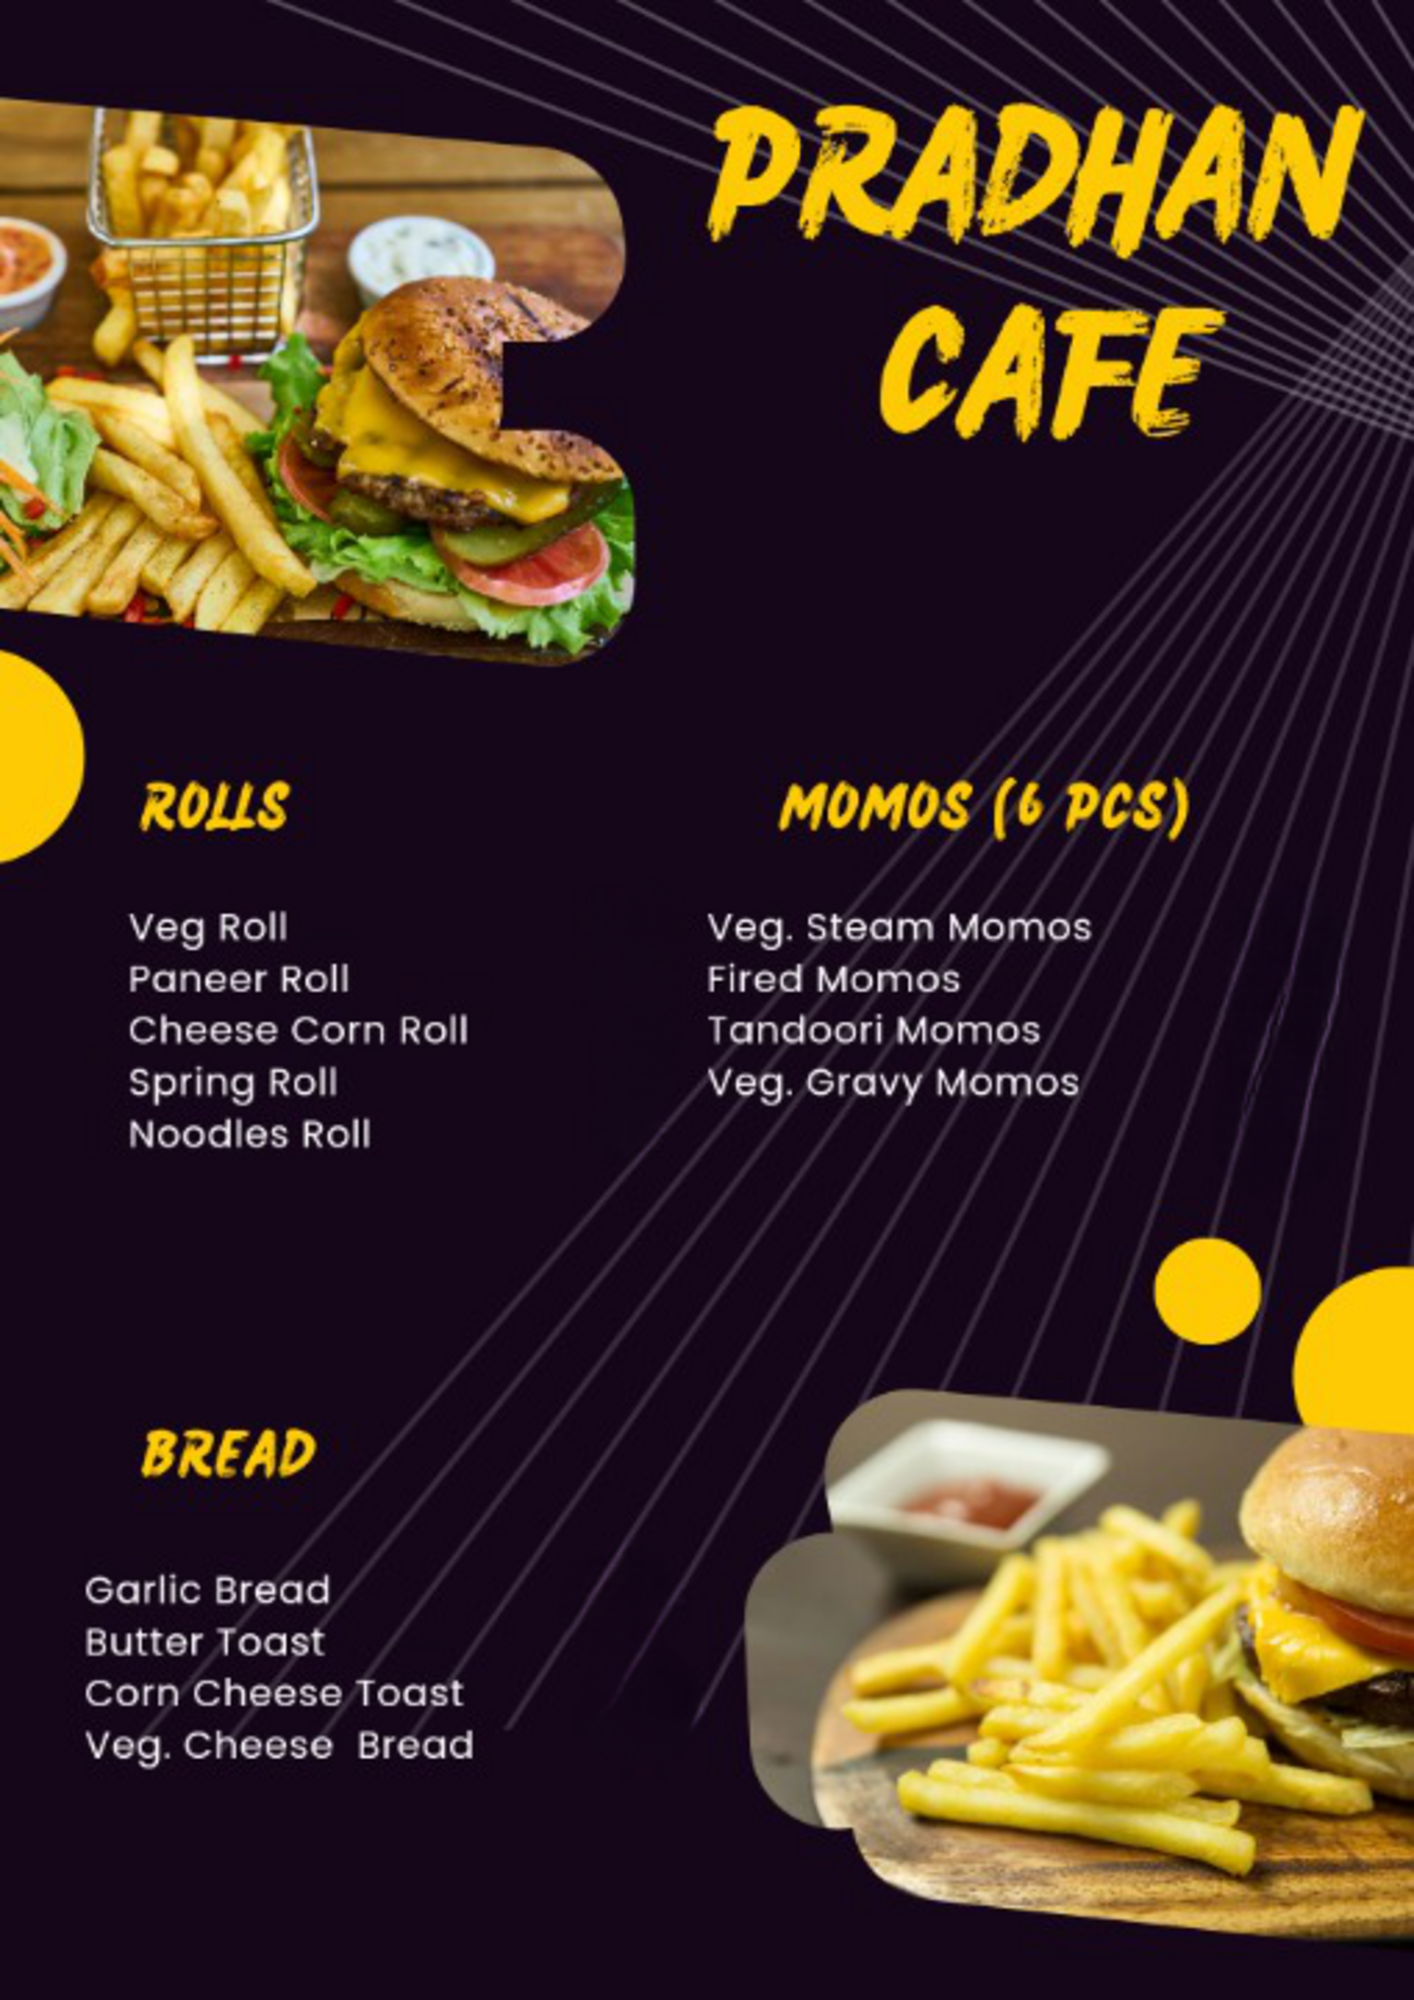 PRADHAN
CAFE
ROLLS
Veg Roll
Paneer Roll
Cheese Corn Roll
Spring Roll
Noodles Roll
MOMOS (6 PCS)
Veg. Steam Momos
Fired Momos
Tandoori Momos
Veg. Gravy Momos
BREAD
Garlic Bread
Butter Toast
Corn Cheese Toast
Veg. Cheese  Bread